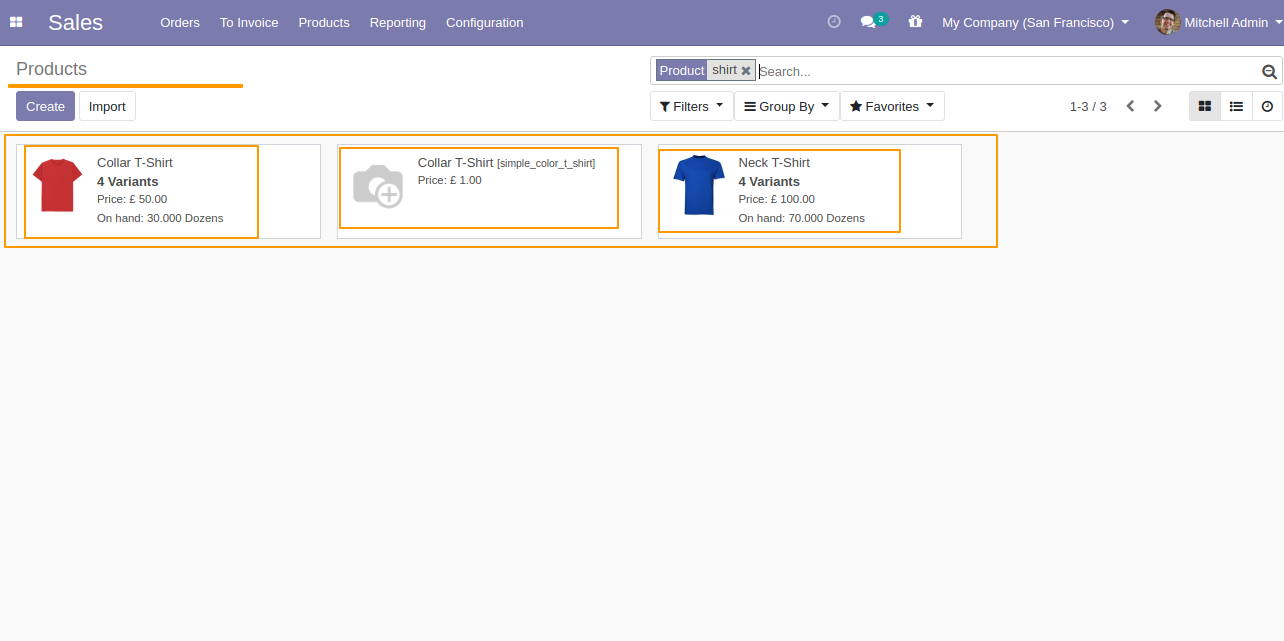 Sales Orders To Invoice Products Reporting Configuration 3 My Company (San Francisco) Mitchell Admin
Products
Product shirt Search...
Create Import Filters Group By Favorites 1-3 / 3
Collar T-Shirt
4 Variants
Price: £ 50.00
On hand: 30.000 Dozens
Collar T-Shirt [simple_color_t_shirt]
Price: £ 1.00
Neck T-Shirt
4 Variants
Price: £ 100.00
On hand: 70.000 Dozens